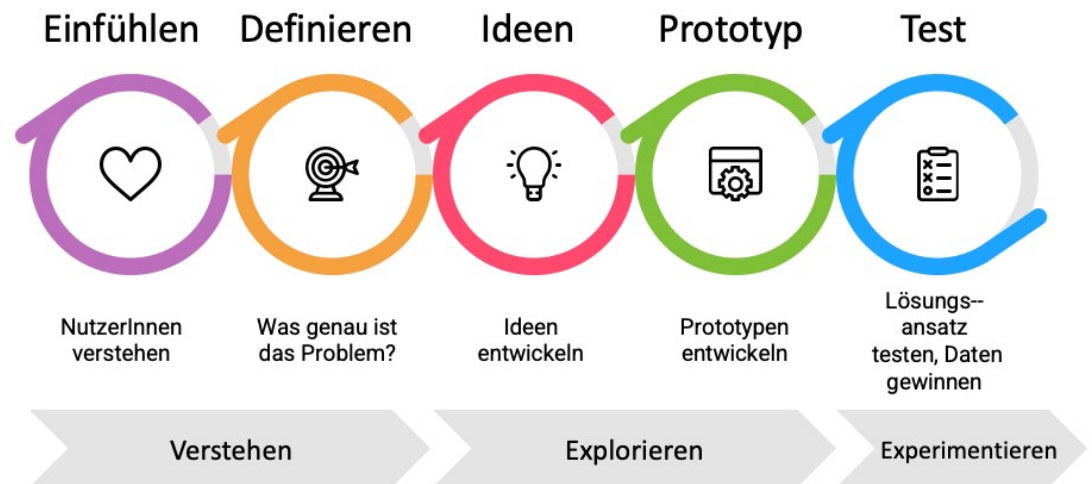 Einfühlen
Definieren
Ideen
Prototyp
Test
NutzerInnen
verstehen
Was genau ist
das Problem?
Ideen
entwickeln
Prototypen
entwickeln
Lösungs--
ansatz
testen, Daten
gewinnen
Verstehen
Explorieren
Experimentieren